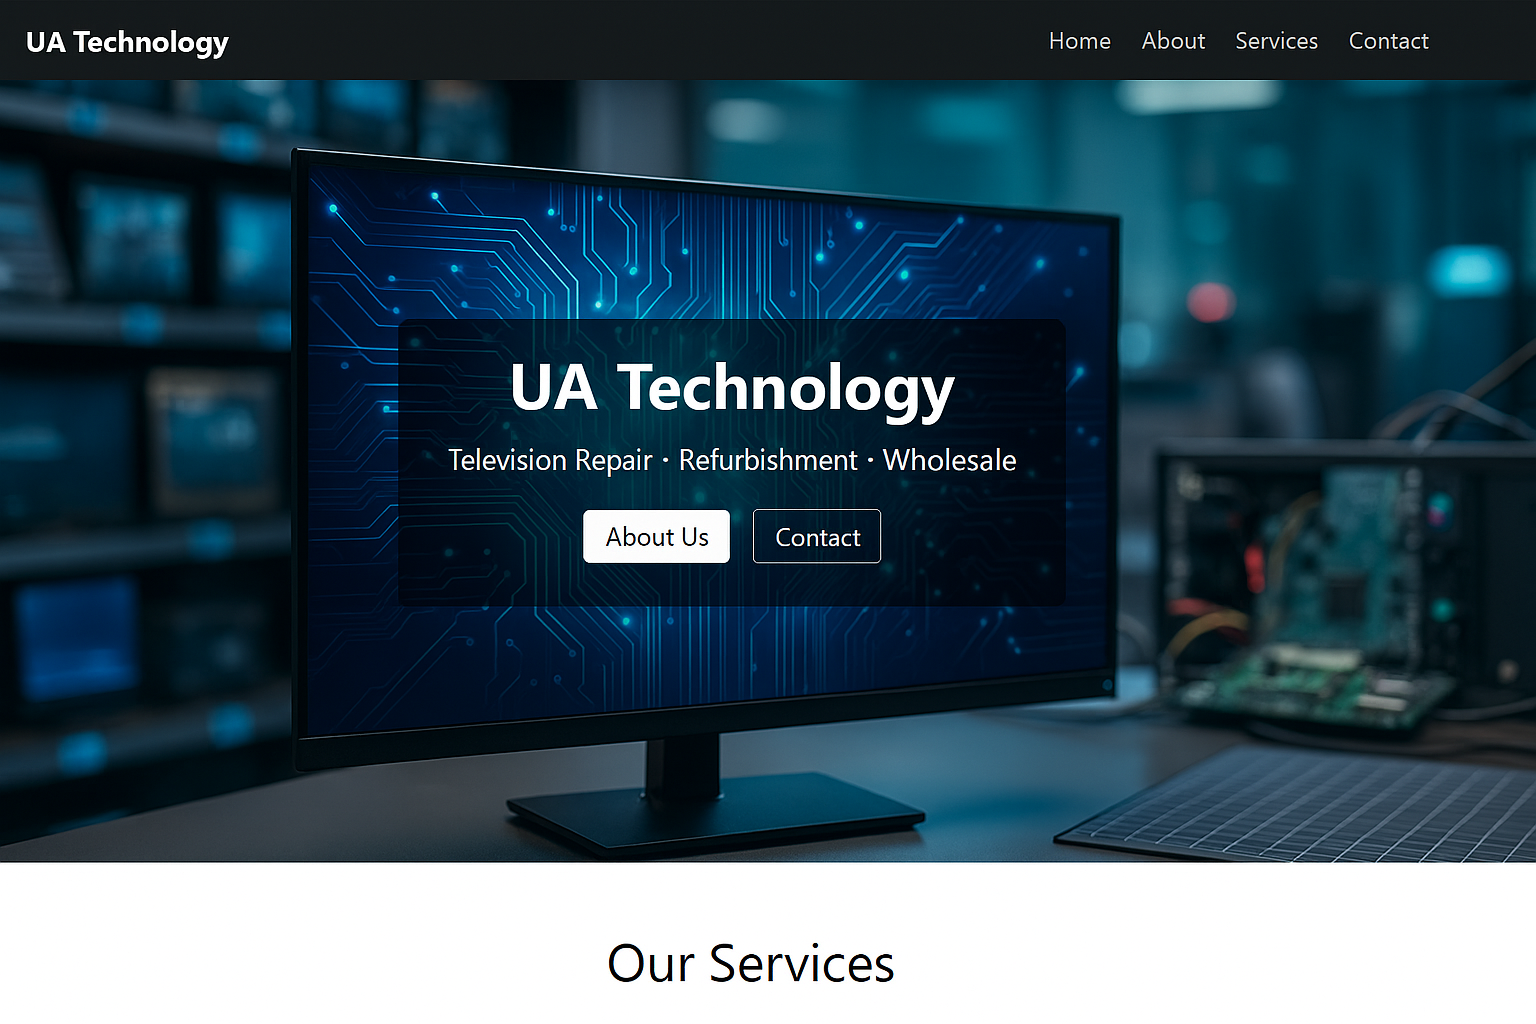 UA Technology
Home About Services Contact
UA Technology
Television Repair · Refurbishment · Wholesale
About Us Contact
Our Services